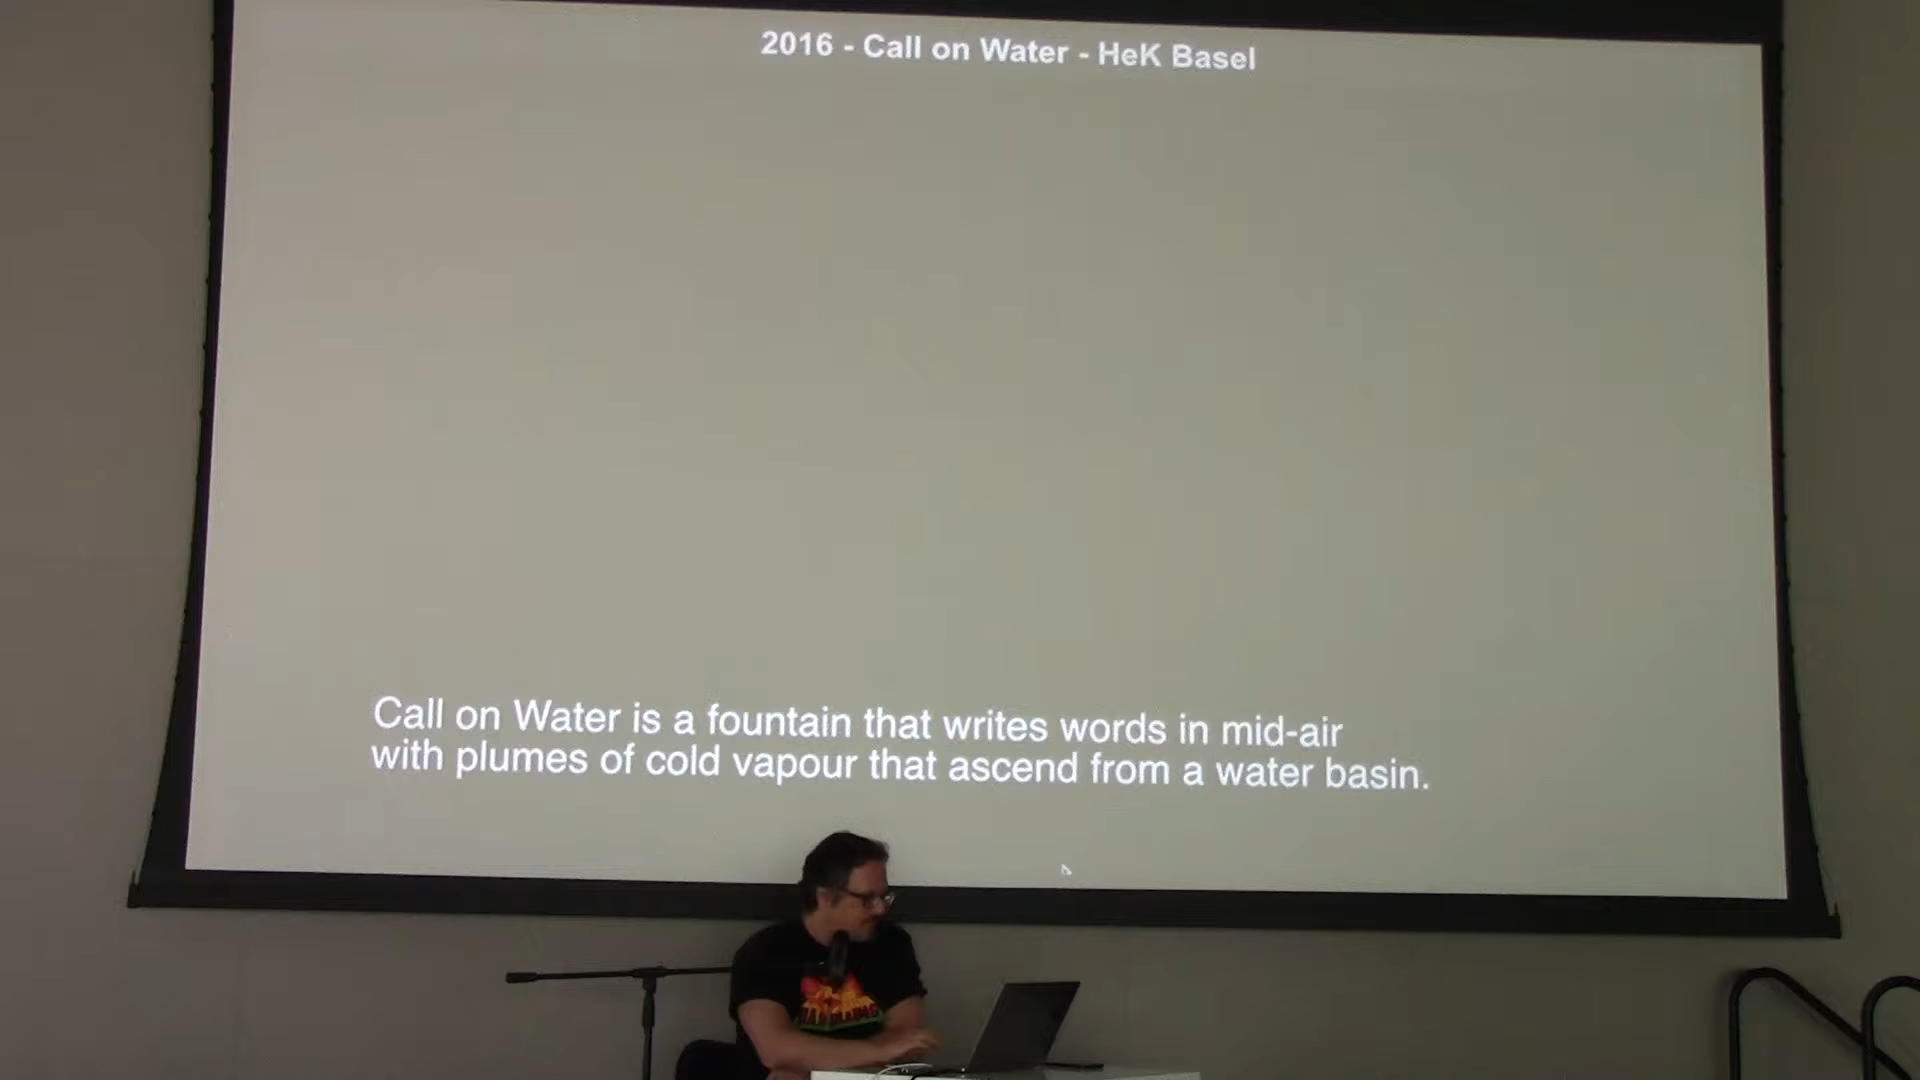 2016 - Call on Water - HeK Basel
Call on Water is a fountain that writes words in mid-air
with plumes of cold vapour that ascend from a water basin.